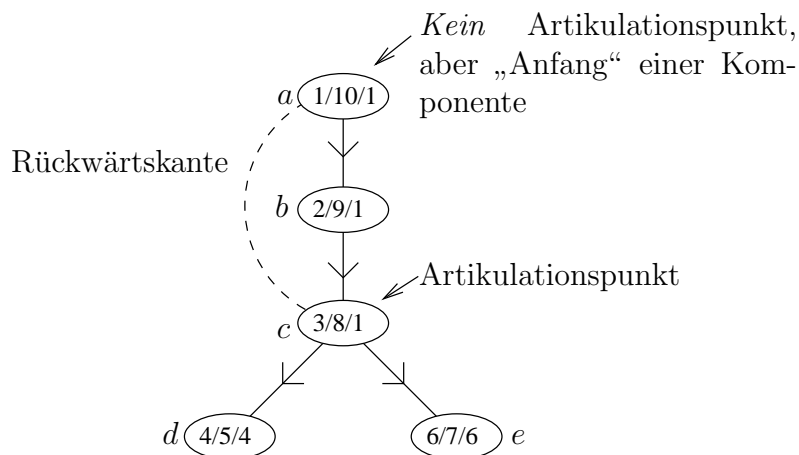 Kein Artikulationspunkt,
aber „Anfang“ einer Kom-
ponente
a 1/10/1
Rückwärtskante
b 2/9/1
Artikulationspunkt
c 3/8/1
d 4/5/4
6/7/6 e